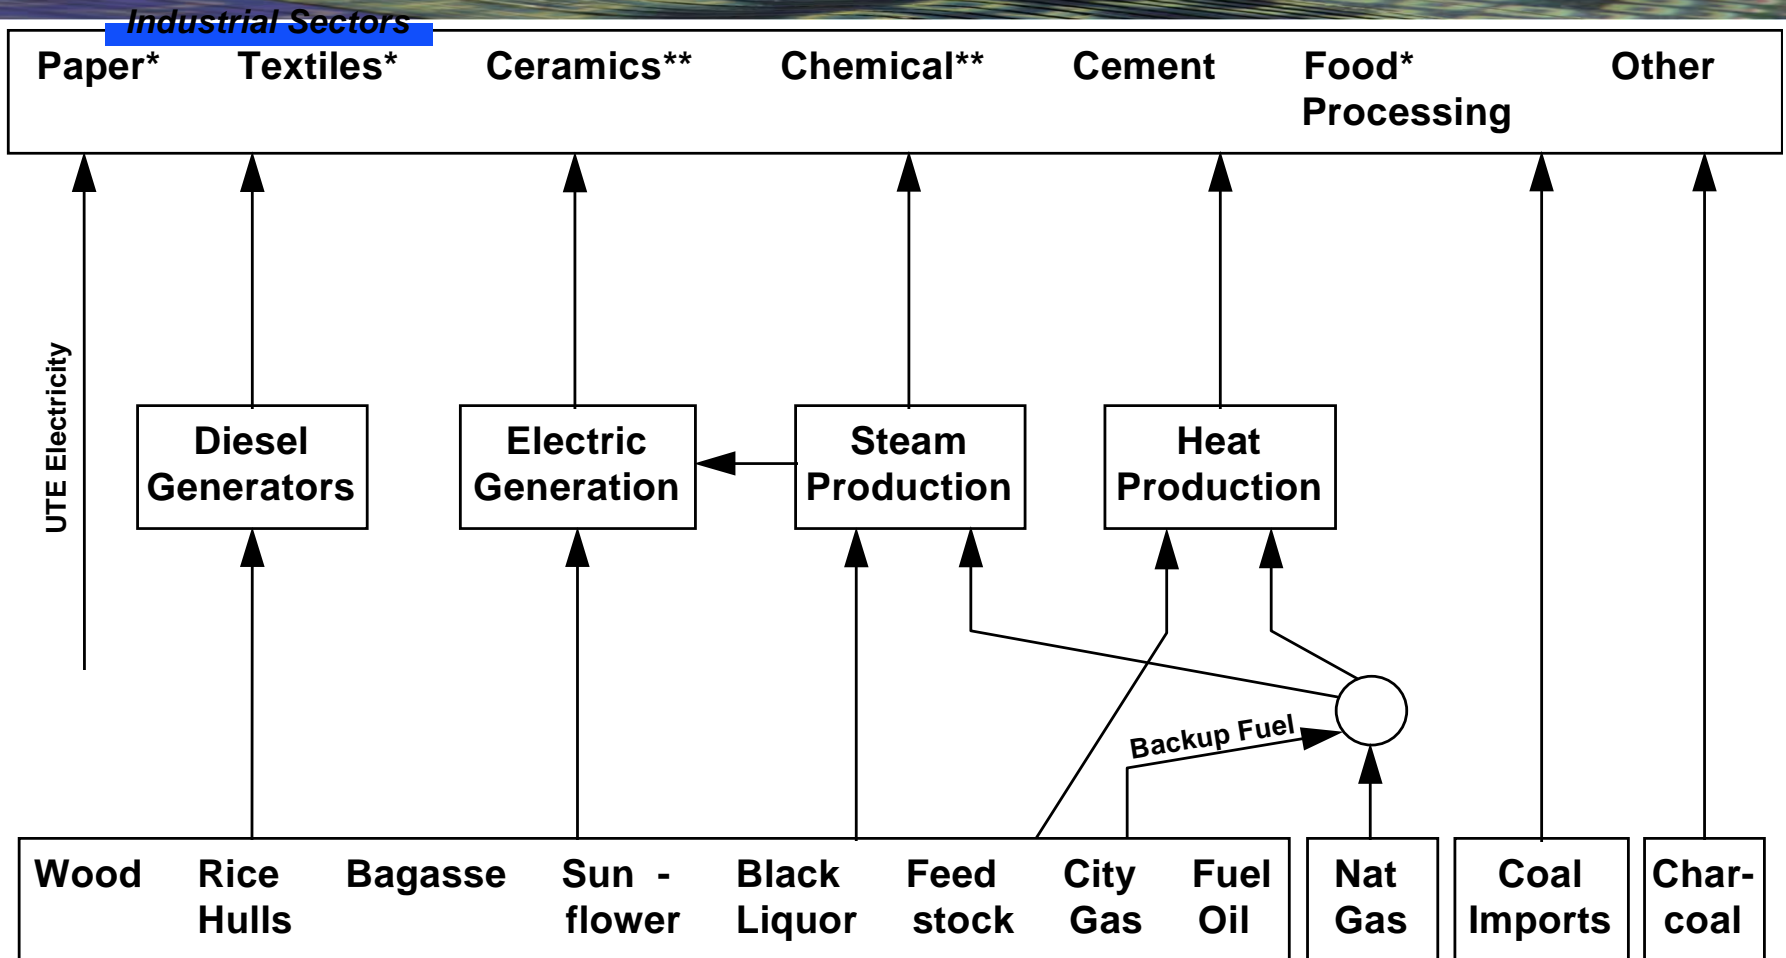 Industrial Sectors
Paper* Textiles* Ceramics** Chemical** Cement Food* Other
Processing
UTE Electricity
Diesel Electric Steam Heat
Generators Generation Production Production
Backup Fuel
Wood Rice Bagasse Sun - Black Feed City Fuel Nat Coal Char-
Hulls flower Liquor stock Gas Oil Gas Imports coal